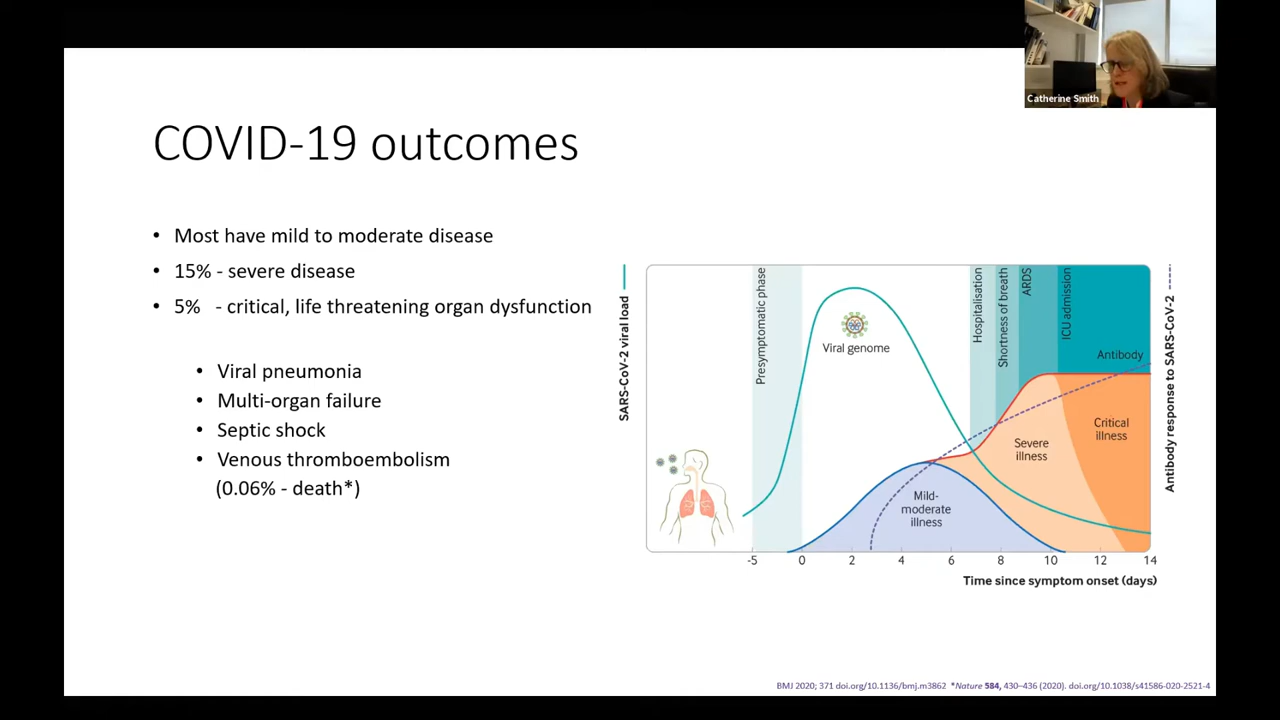 Catherine Smith
COVID-19 outcomes
• Most have mild to moderate disease
• 15% - severe disease
• 5% - critical, life threatening organ dysfunction
• Viral pneumonia
• Multi-organ failure
• Septic shock
• Venous thromboembolism
(0.06% - death*)
SARS-CoV-2 viral load
Presymptomatic phase
Viral genome
Hospitalisation
Shortness of breath
ARDS
ICU admission
Antibody
Severe
illness
Critical
illness
Mild-
moderate
illness
Antibody response to SARS-CoV-2
-5 0 2 4 6 8 10 12 14
Time since symptom onset (days)
BMJ 2020; 371 doi.org/10.1136/bmj.m3862 *Nature 584, 430–436 (2020). doi.org/10.1038/s41586-020-2521-4